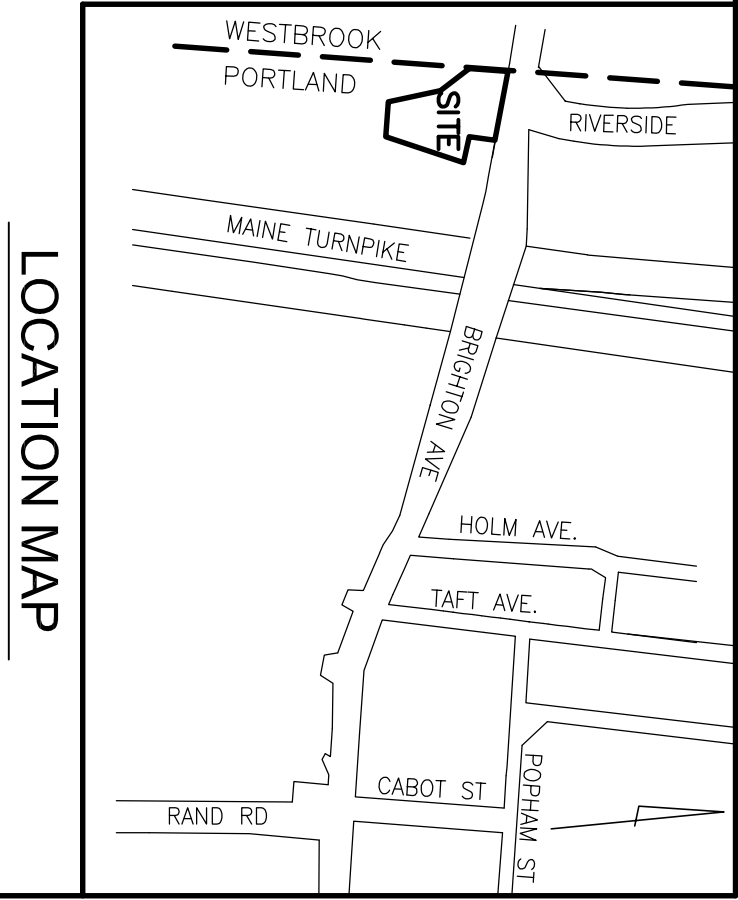 WESTBROOK
PORTLAND
SITE
RIVERSIDE
MAINE TURNPIKE
BRIGHTON AVE
HOLM AVE.
TAFT AVE.
CABOT ST
POPHAM ST
RAND RD
LOCATION MAP